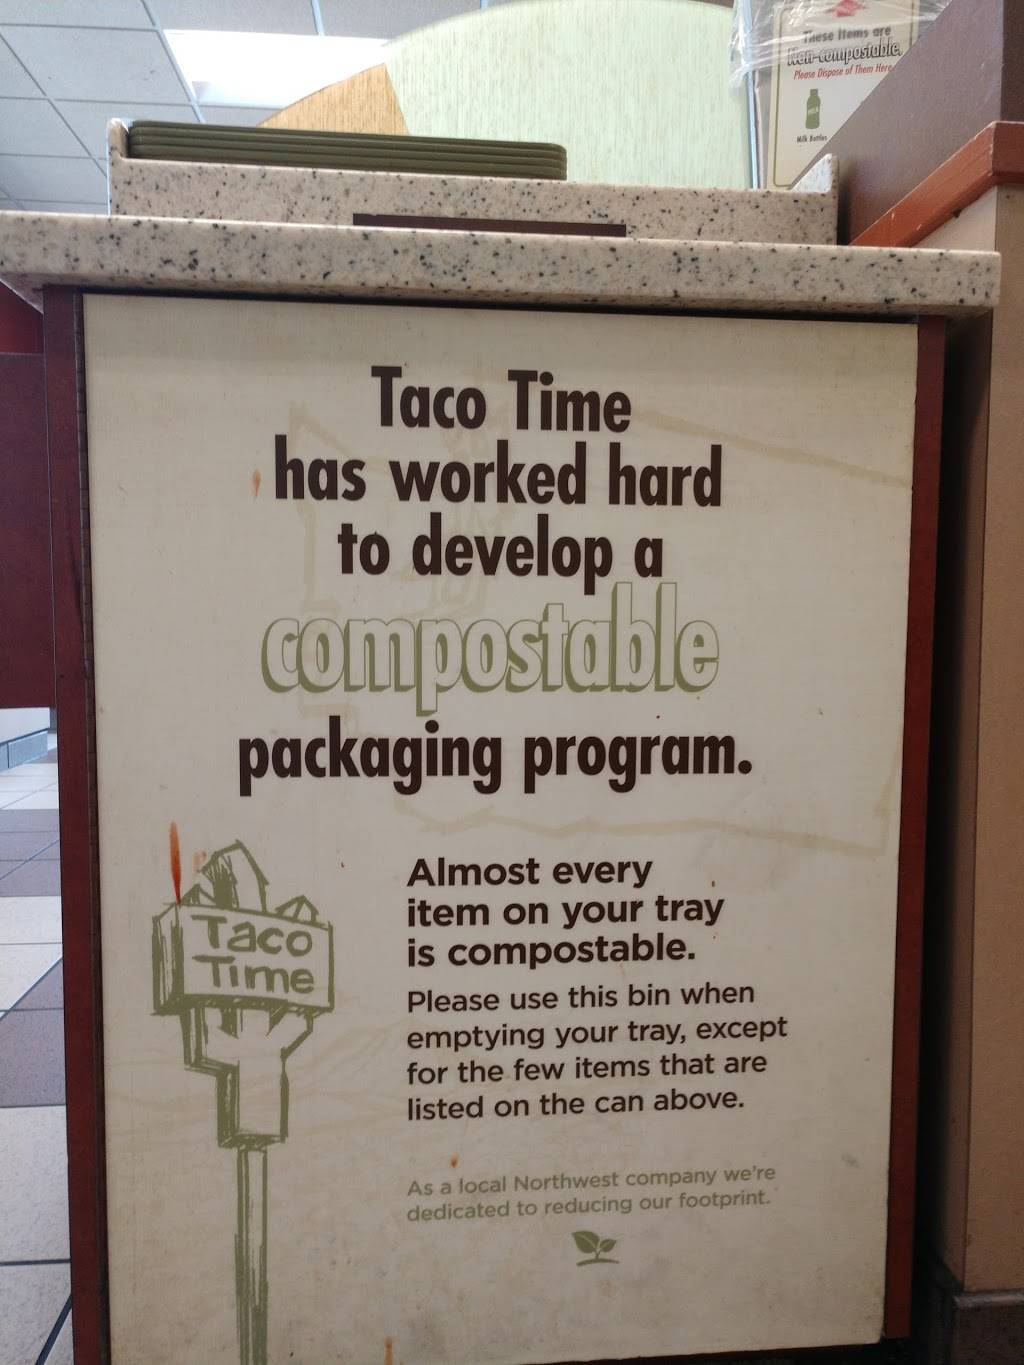 These Items are
Non-compostable.
Please Dispose of Them Here
Milk Bottles
Taco Time
has worked hard
to develop a
compostable
packaging program.
Taco
Time
Almost every
item on your tray
is compostable.
Please use this bin when
emptying your tray, except
for the few items that are
listed on the can above.
As a local Northwest company we're
dedicated to reducing our footprint.